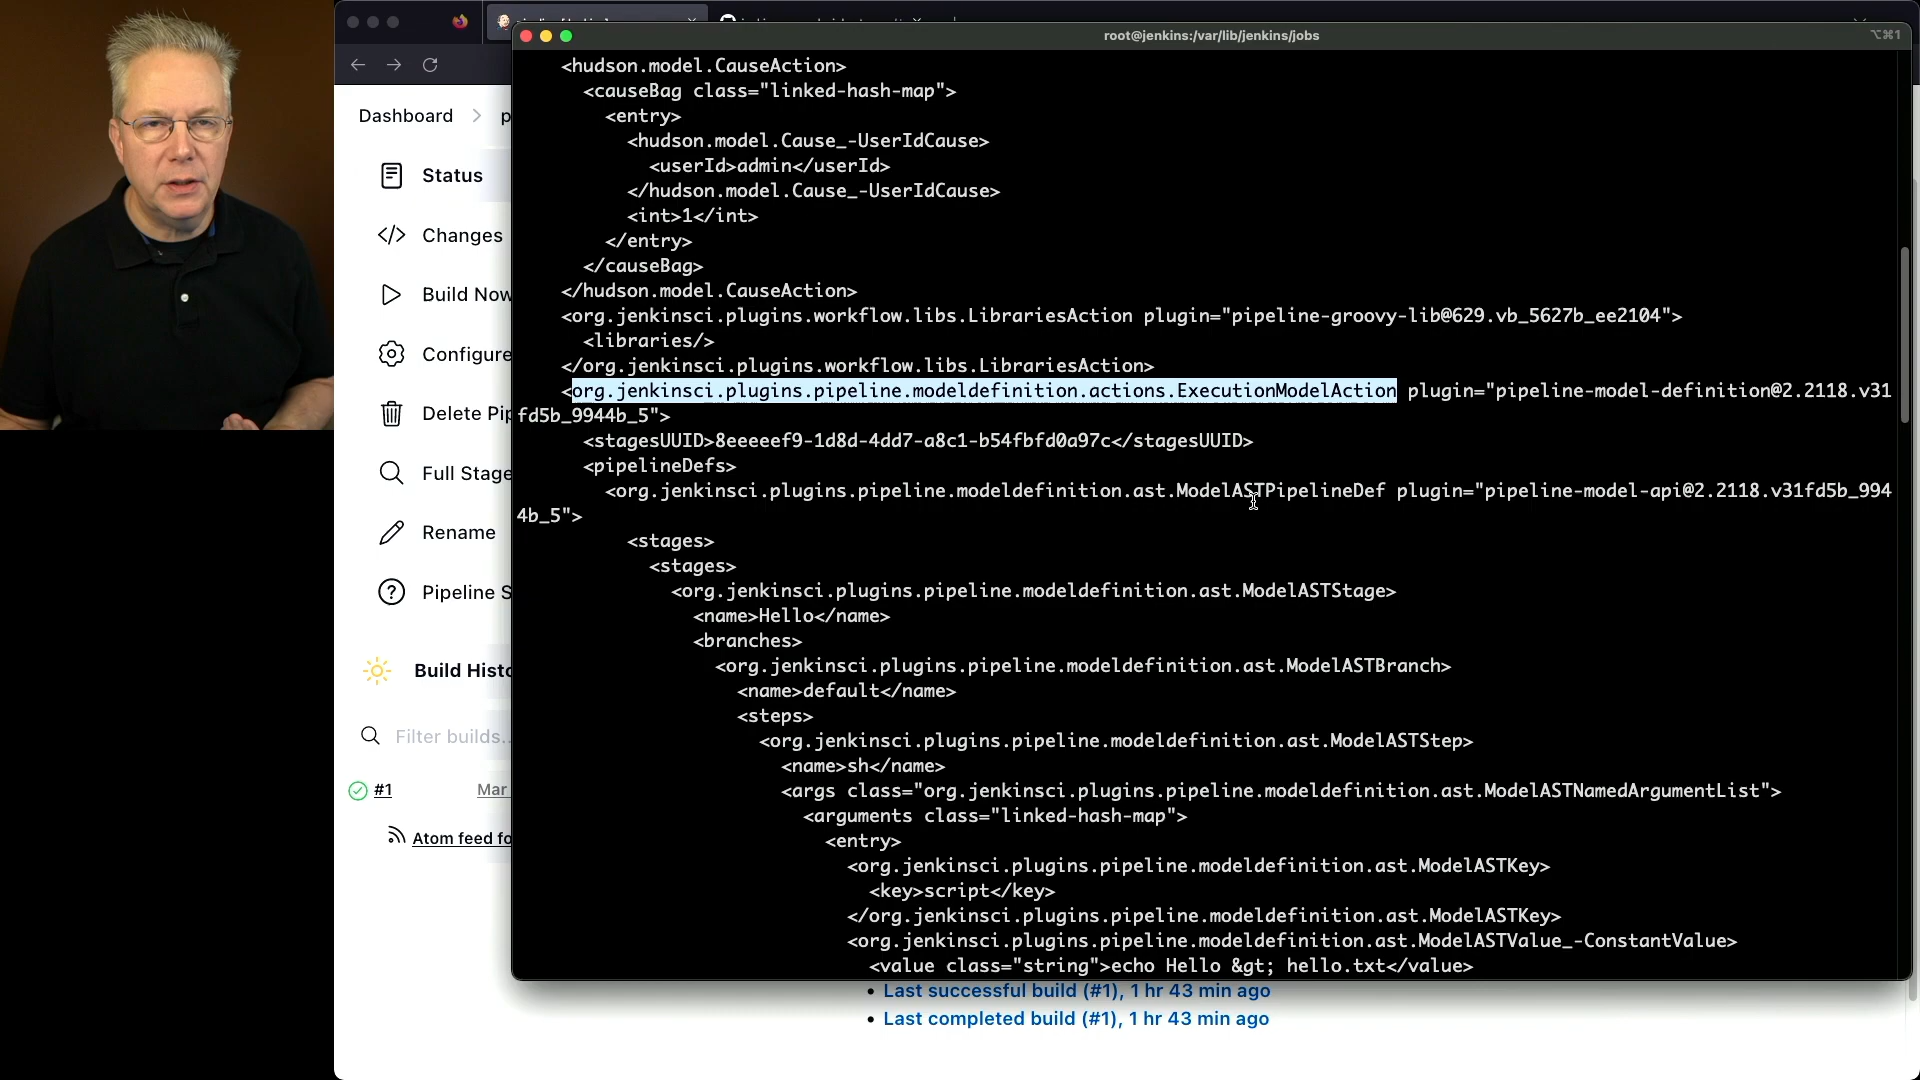 root@jenkins:/var/lib/jenkins/jobs
⌥⌘1
Dashboard > p
Status
Changes
Build Now
Configure
Delete Pip
Full Stage
Rename
Pipeline S
Build Histo
Filter builds...
#1 Mar
Atom feed fo
<hudson.model.CauseAction>
<causeBag class="linked-hash-map">
<entry>
<hudson.model.Cause_-UserIdCause>
<userId>admin</userId>
</hudson.model.Cause_-UserIdCause>
<int>1</int>
</entry>
</causeBag>
</hudson.model.CauseAction>
<org.jenkinsci.plugins.workflow.libs.LibrariesAction plugin="pipeline-groovy-lib@629.vb_5627b_ee2104">
<libraries/>
</org.jenkinsci.plugins.workflow.libs.LibrariesAction>
<org.jenkinsci.plugins.pipeline.modeldefinition.actions.ExecutionModelAction plugin="pipeline-model-definition@2.2118.v31
fd5b_9944b_5">
<stagesUUID>8eeeeef9-1d8d-4dd7-a8c1-b54fbfd0a97c</stagesUUID>
<pipelineDefs>
<org.jenkinsci.plugins.pipeline.modeldefinition.ast.ModelASTPipelineDef plugin="pipeline-model-api@2.2118.v31fd5b_994
4b_5">
<stages>
<stages>
<org.jenkinsci.plugins.pipeline.modeldefinition.ast.ModelASTStage>
<name>Hello</name>
<branches>
<org.jenkinsci.plugins.pipeline.modeldefinition.ast.ModelASTBranch>
<name>default</name>
<steps>
<org.jenkinsci.plugins.pipeline.modeldefinition.ast.ModelASTStep>
<name>sh</name>
<args class="org.jenkinsci.plugins.pipeline.modeldefinition.ast.ModelASTNamedArgumentList">
<arguments class="linked-hash-map">
<entry>
<org.jenkinsci.plugins.pipeline.modeldefinition.ast.ModelASTKey>
<key>script</key>
</org.jenkinsci.plugins.pipeline.modeldefinition.ast.ModelASTKey>
<org.jenkinsci.plugins.pipeline.modeldefinition.ast.ModelASTValue_-ConstantValue>
<value class="string">echo Hello &gt; hello.txt</value>
Last successful build (#1), 1 hr 43 min ago
Last completed build (#1), 1 hr 43 min ago